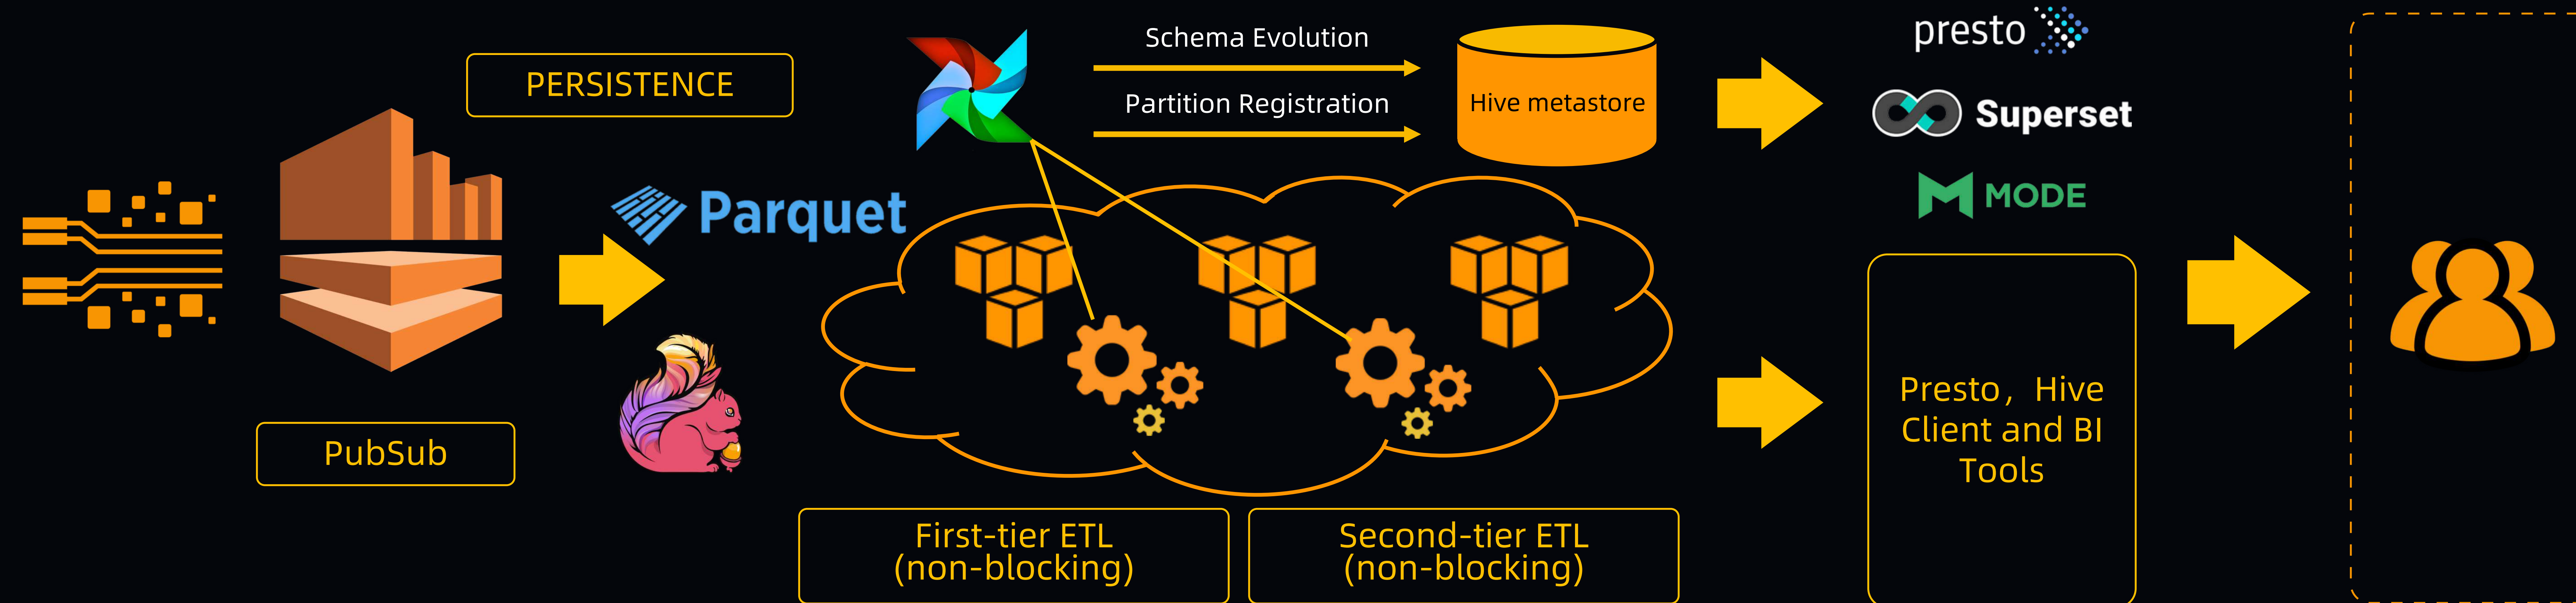 PERSISTENCE
PubSub
Parquet
Schema Evolution
Partition Registration
Hive metastore
First-tier ETL
(non-blocking)
Second-tier ETL
(non-blocking)
presto
Superset
MODE
Presto，Hive
Client and BI
Tools